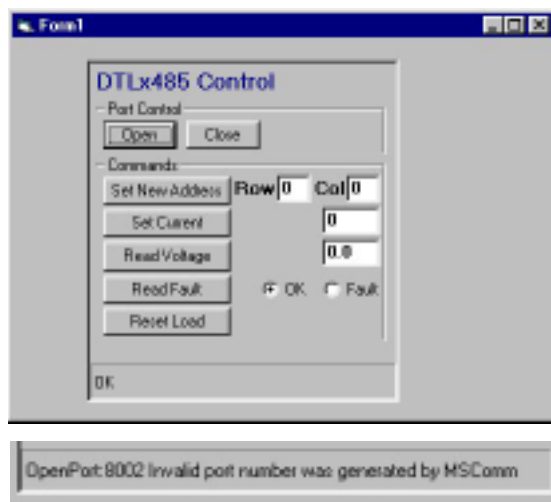 Form1
DTLx485 Control
Port Control
Open Close
Commands
Set New Address Row 0 Col 0
Set Current 0
Read Voltage 0.0
Read Fault OK Fault
Reset Load
OK
OpenPort:8002 Invalid port number was generated by MSComm